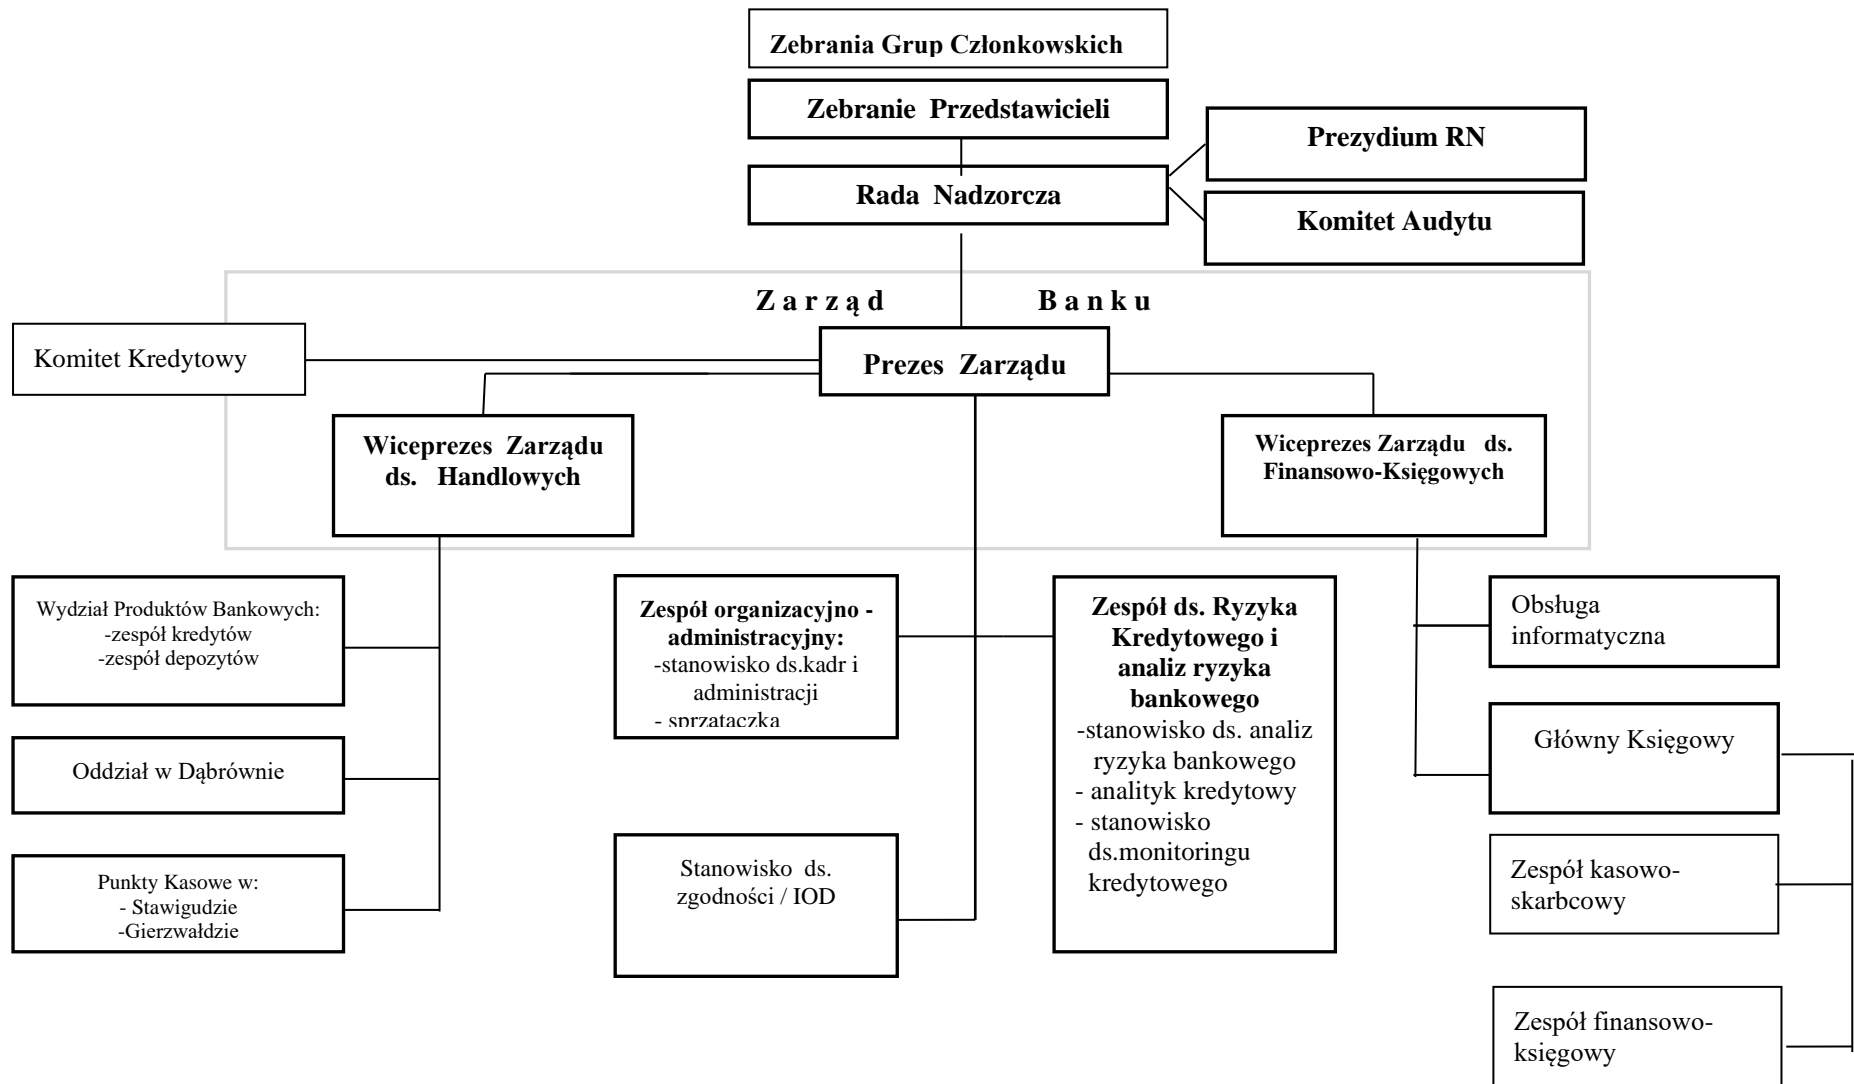 Zebrania Grup Członkowskich
Zebranie Przedstawicieli
Prezydium RN
Rada Nadzorcza
Komitet Audytu
Zarząd Banku
Komitet Kredytowy
Prezes Zarządu
Wiceprezes Zarządu
ds. Handlowych
Wiceprezes Zarządu ds.
Finansowo-Księgowych
Wydział Produktów Bankowych:
-zespół kredytów
-zespół depozytów
Oddział w Dąbrównie
Punkty Kasowe w:
- Stawigudzie
-Gierzwałdzie
Zespół organizacyjno -
administracyjny:
-stanowisko ds.kadr i
administracji
- sprzątaczka
Stanowisko ds.
zgodności / IOD
Zespół ds. Ryzyka
Kredytowego i
analiz ryzyka
bankowego
-stanowisko ds. analiz
ryzyka bankowego
- analityk kredytowy
- stanowisko
ds.monitoringu
kredytowego
Obsługa
informatyczna
Główny Księgowy
Zespół kasowo-
skarbcowy
Zespół finansowo-
księgowy